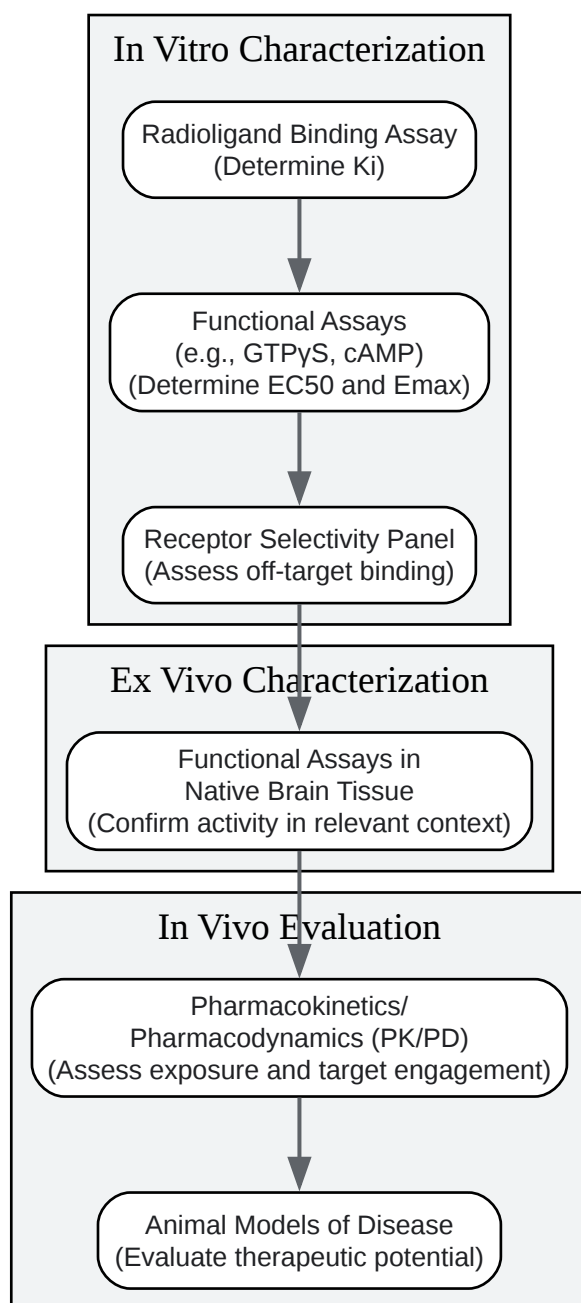 In Vitro Characterization
Radioligand Binding Assay
(Determine Ki)
Functional Assays
(e.g., GTPγS, cAMP)
(Determine EC50 and Emax)
Receptor Selectivity Panel
(Assess off-target binding)
Ex Vivo Characterization
Functional Assays in
Native Brain Tissue
(Confirm activity in relevant context)
In Vivo Evaluation
Pharmacokinetics/
Pharmacodynamics (PK/PD)
(Assess exposure and target engagement)
Animal Models of Disease
(Evaluate therapeutic potential)